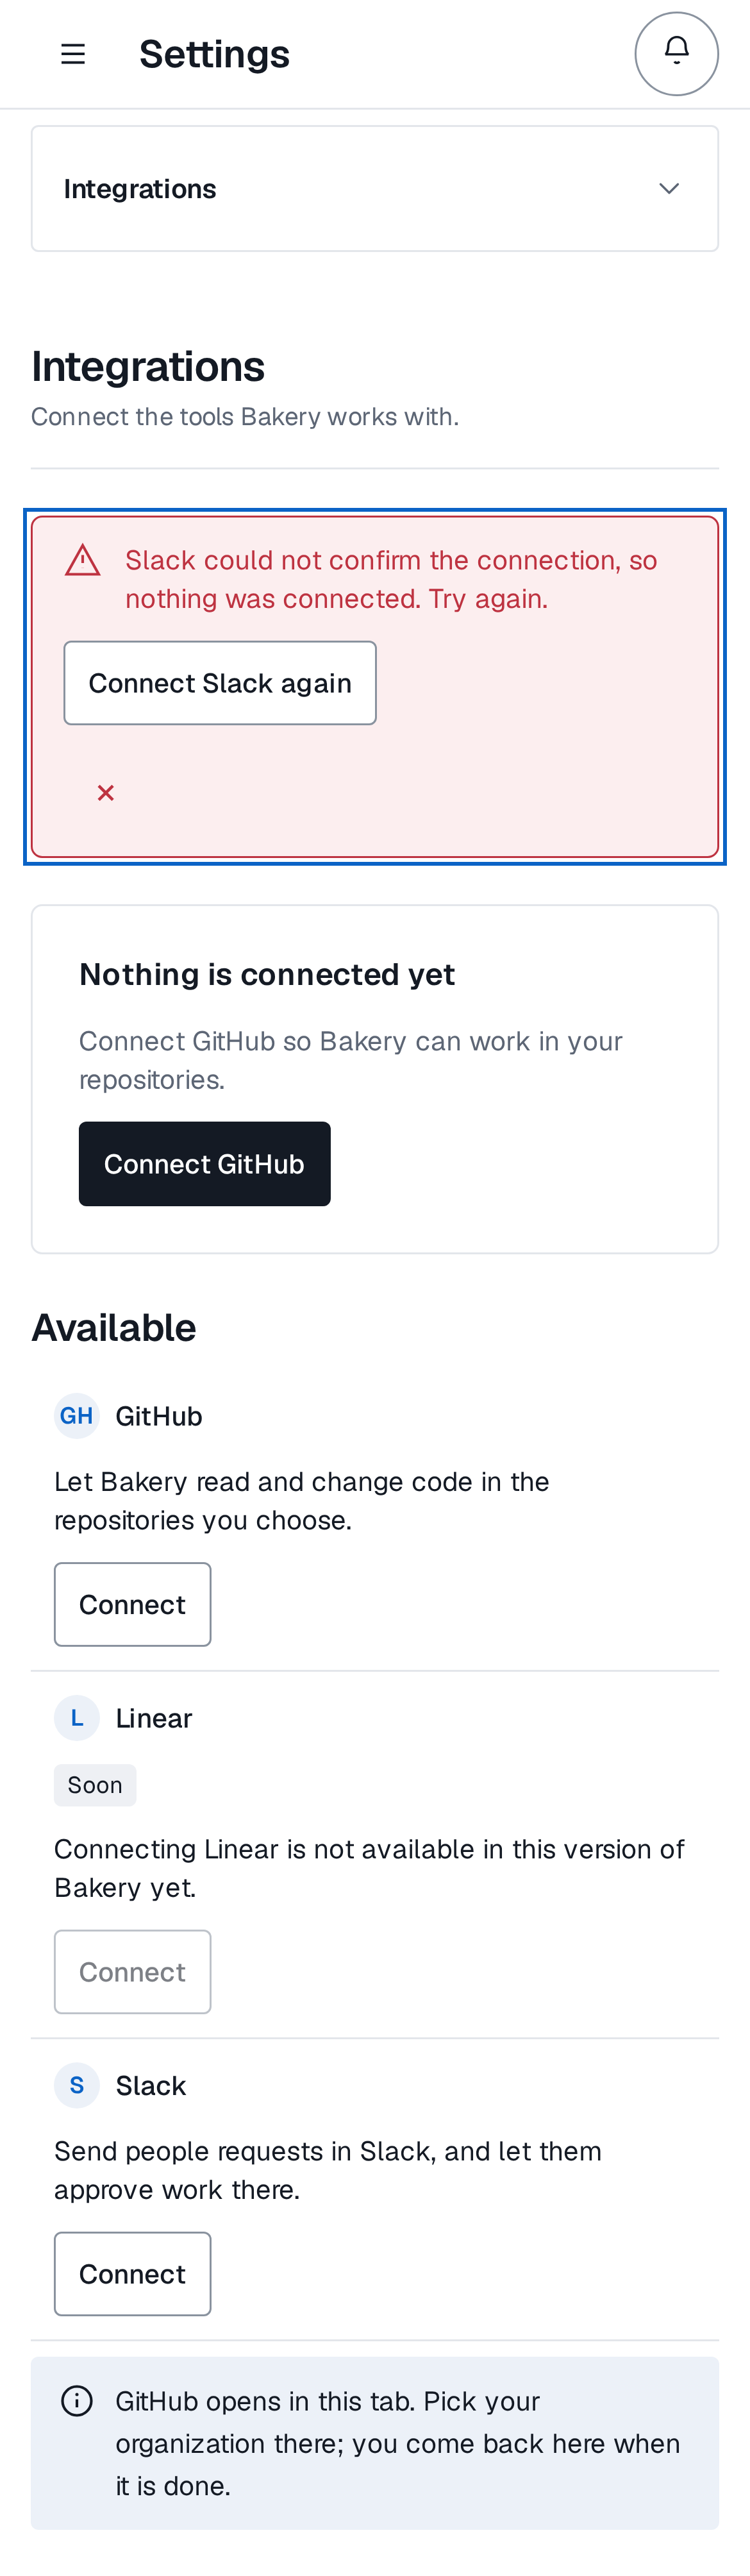 Settings
Integrations
Integrations
Connect the tools Bakery works with.
Slack could not confirm the connection, so
nothing was connected. Try again.
Connect Slack again
Nothing is connected yet
Connect GitHub so Bakery can work in your
repositories.
Connect GitHub
Available
GH GitHub
Let Bakery read and change code in the
repositories you choose.
Connect
L Linear
Soon
Connecting Linear is not available in this version of
Bakery yet.
Connect
S Slack
Send people requests in Slack, and let them
approve work there.
Connect
GitHub opens in this tab. Pick your
organization there; you come back here when
it is done.